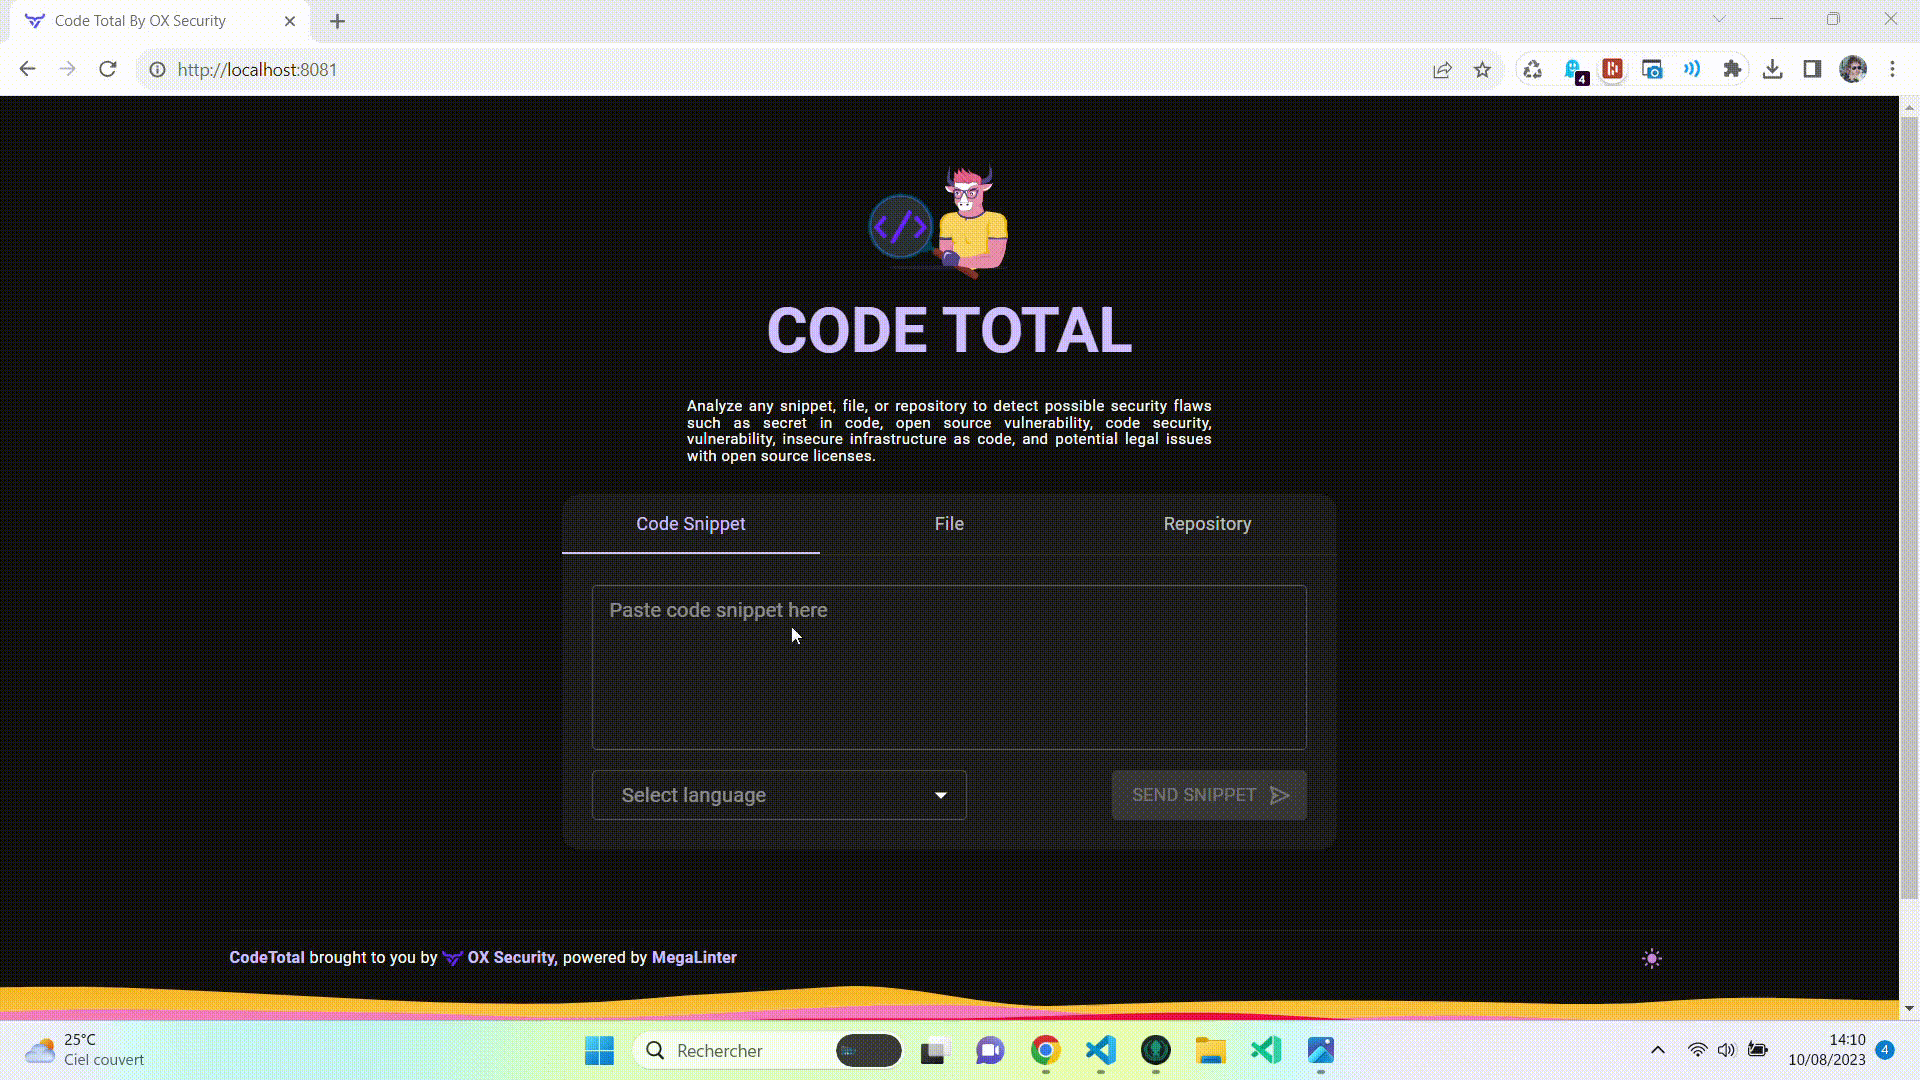 Code Total By OX Security
http://localhost:8081
4
</>
CODE TOTAL
Analyze any snippet, file, or repository to detect possible security flaws
such as secret in code, open source vulnerability, code security,
vulnerability, insecure infrastructure as code, and potential legal issues
with open source licenses.
Code Snippet File Repository
Paste code snippet here
Select language
SEND SNIPPET
CodeTotal brought to you by OX Security, powered by MegaLinter
25°C
Ciel couvert
Rechercher
14:10
10/08/2023
4